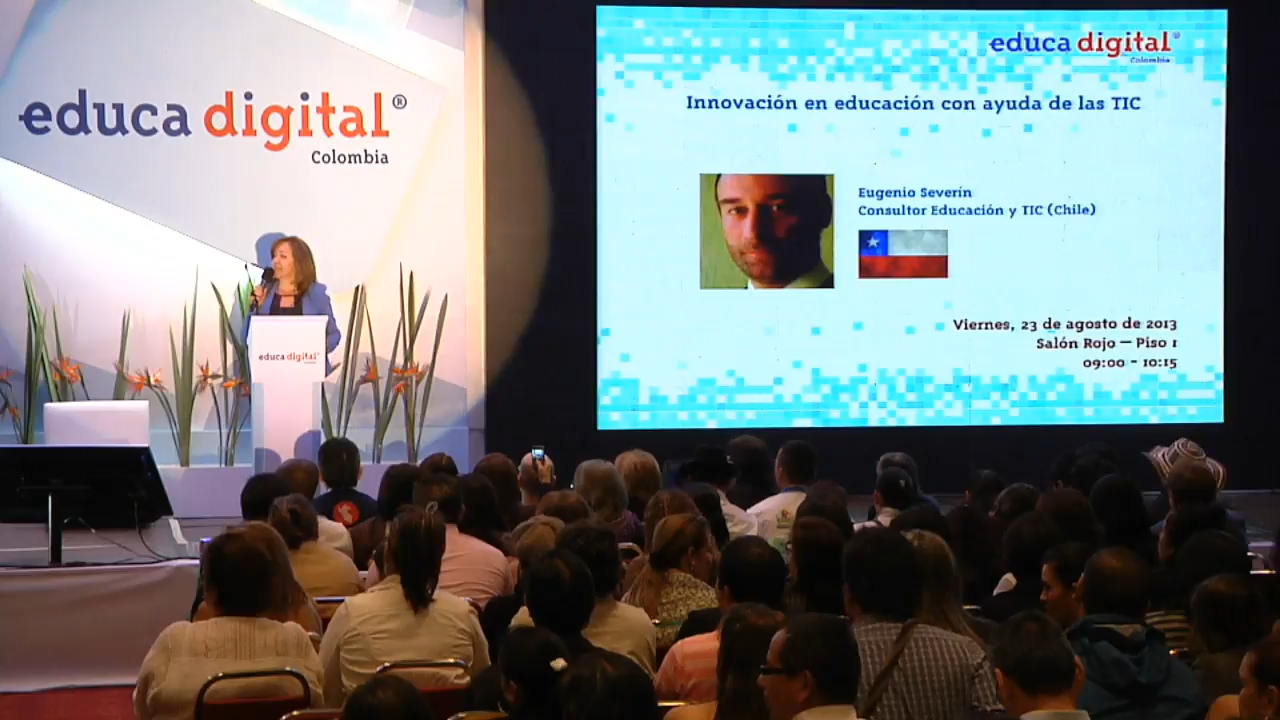 educa digital®
Colombia
educa digital
educa digital®
Colombia
Innovación en educación con ayuda de las TIC
Eugenio Severín
Consultor Educación y TIC (Chile)
Viernes, 23 de agosto de 2013
Salón Rojo — Piso 1
09:00 - 10:15